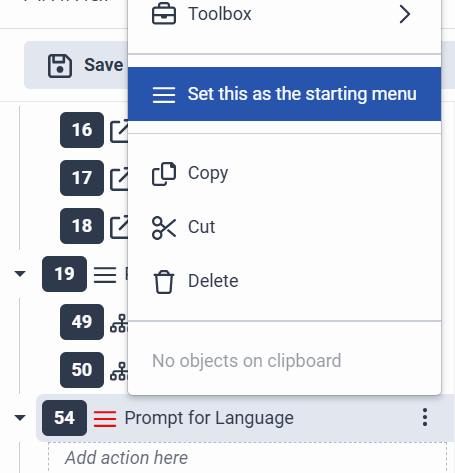 Toolbox
Save
Set this as the starting menu
16
17
Copy
18
Cut
19
Delete
49
50
No objects on clipboard
54 Prompt for Language
Add action here